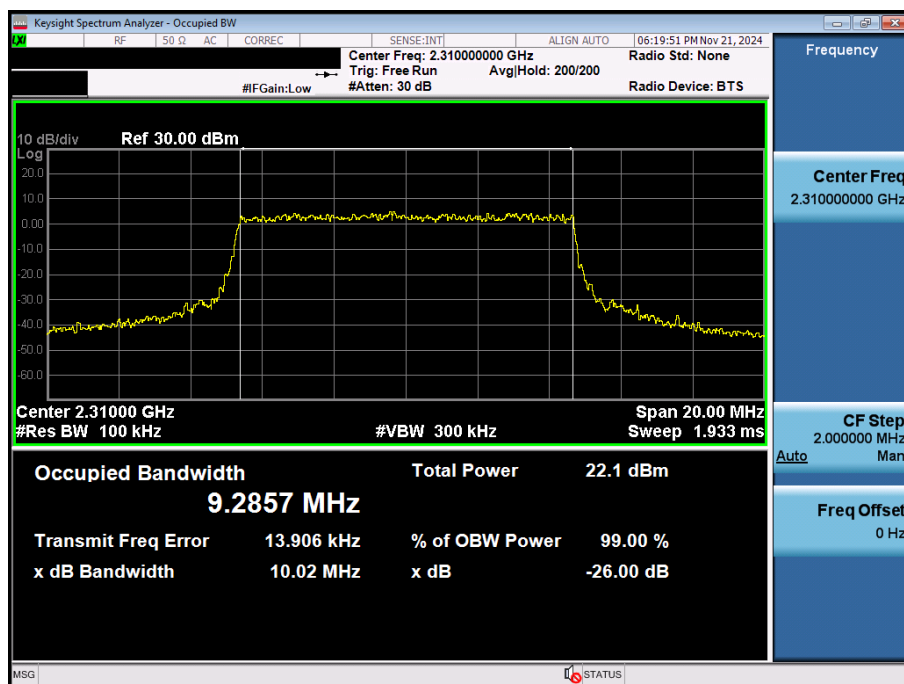 Keysight Spectrum Analyzer - Occupied BW
LXI RF 50 Ω AC CORREC SENSE:INT ALIGN AUTO 06:19:51 PM Nov 21, 2024
Frequency
Center Freq: 2.310000000 GHz Radio Std: None
Trig: Free Run Avg|Hold: 200/200
#IFGain:Low #Atten: 30 dB Radio Device: BTS
10 dB/div Ref 30.00 dBm
Log
20.0
10.0
0.00
-10.0
-20.0
-30.0
-40.0
-50.0
-60.0
Center 2.31000 GHz Span 20.00 MHz
#Res BW 100 kHz #VBW 300 kHz Sweep 1.933 ms
Occupied Bandwidth Total Power 22.1 dBm
9.2857 MHz
Transmit Freq Error 13.906 kHz % of OBW Power 99.00 %
x dB Bandwidth 10.02 MHz x dB -26.00 dB
Center Freq
2.310000000 GHz
CF Step
2.000000 MHz
Auto Man
Freq Offset
0 Hz
MSG STATUS